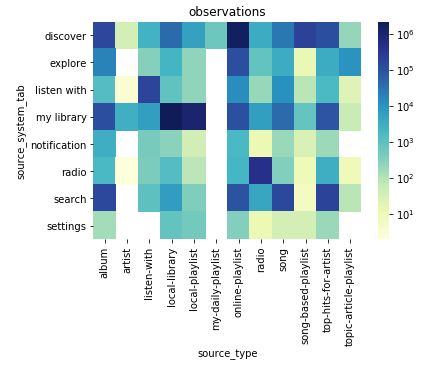 observations
source_system_tab
discover
explore
listen with
my library
notification
radio
search
settings
album
artist
listen-with
local-library
local-playlist
my-daily-playlist
online-playlist
radio
song
song-based-playlist
top-hits-for-artist
topic-article-playlist
source_type
10^6
10^5
10^4
10^3
10^2
10^1